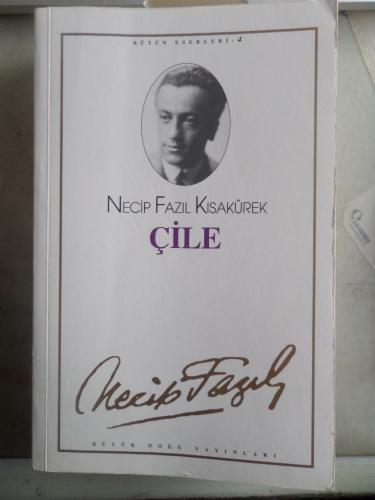 BÜTÜN ESERLERİ: 4
NECİP FAZIL KISAKÜREK
ÇİLE
Necip Fazıl
BÜYÜK DOĞU YAYINLARI